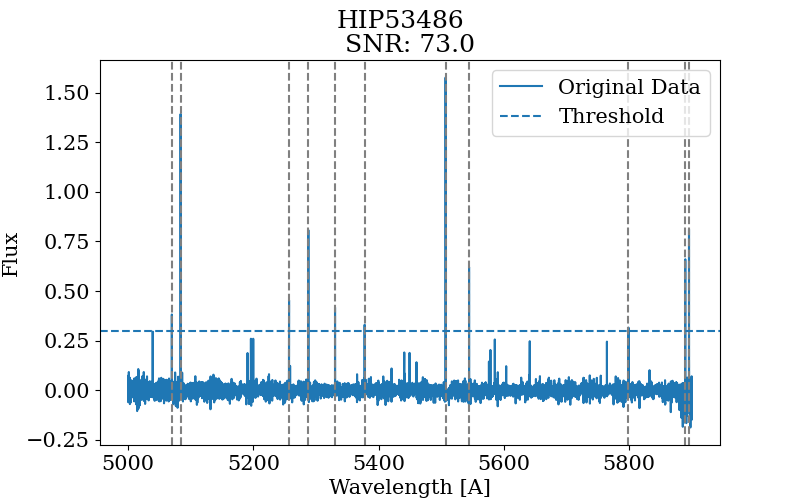 HIP53486
SNR: 73.0
Original Data
Threshold
Flux
1.50
1.25
1.00
0.75
0.50
0.25
0.00
−0.25
5000 5200 5400 5600 5800
Wavelength [A]